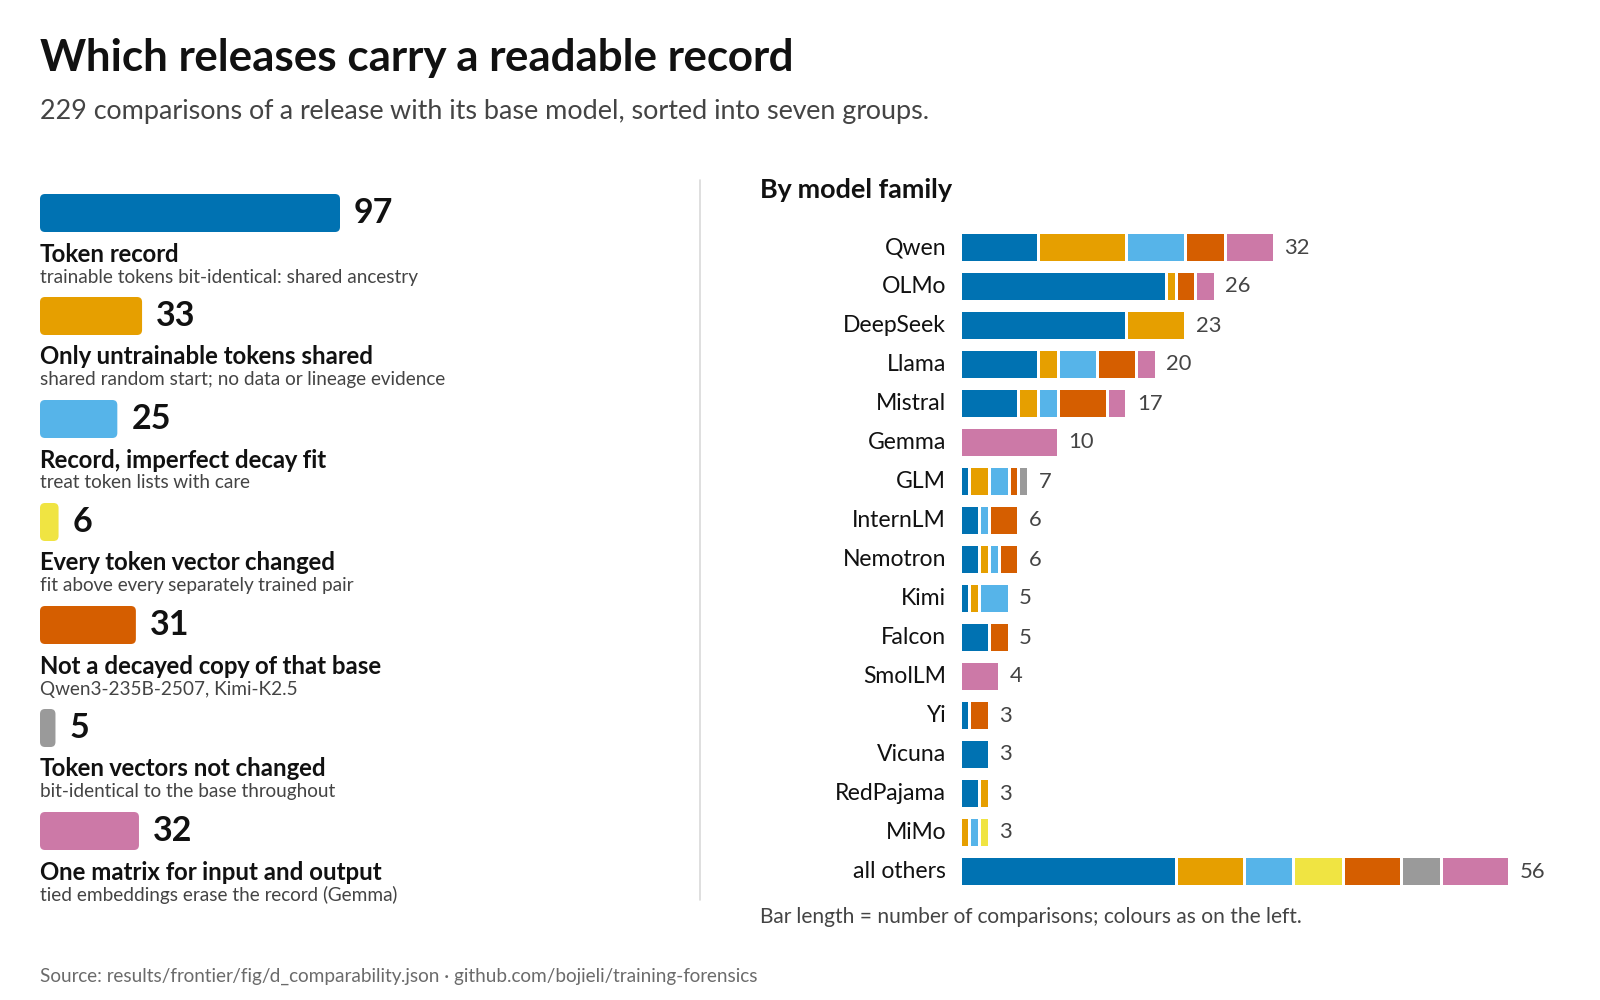 Which releases carry a readable record
229 comparisons of a release with its base model, sorted into seven groups.
97
Token record
trainable tokens bit-identical: shared ancestry
33
Only untrainable tokens shared
shared random start; no data or lineage evidence
25
Record, imperfect decay fit
treat token lists with care
6
Every token vector changed
fit above every separately trained pair
31
Not a decayed copy of that base
Qwen3-235B-2507, Kimi-K2.5
5
Token vectors not changed
bit-identical to the base throughout
32
One matrix for input and output
tied embeddings erase the record (Gemma)
By model family
Qwen 32
OLMo 26
DeepSeek 23
Llama 20
Mistral 17
Gemma 10
GLM 7
InternLM 6
Nemotron 6
Kimi 5
Falcon 5
SmolLM 4
Yi 3
Vicuna 3
RedPajama 3
MiMo 3
all others 56
Bar length = number of comparisons; colours as on the left.
Source: results/frontier/fig/d_comparability.json · github.com/bojieli/training-forensics